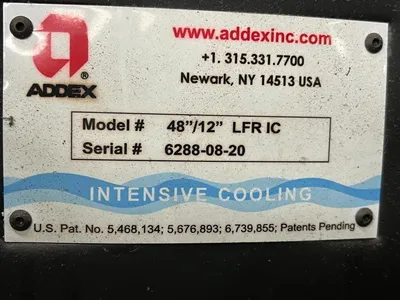 www.addexinc.com
+1. 315.331.7700
Newark, NY 14513 USA
ADDEX®
Model # 48"/12" LFR IC
Serial # 6288-08-20
INTENSIVE COOLING
U.S. Pat. No. 5,468,134; 5,676,893; 6,739,855; Patents Pending